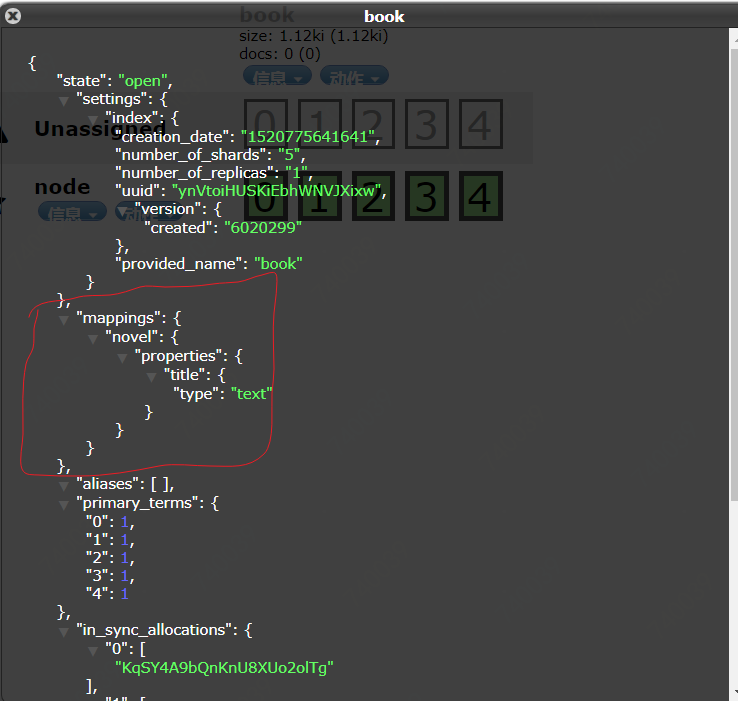 book
book
size: 1.12ki (1.12ki)
docs: 0 (0)
信息 动作
{
"state": "open",
"settings": {
"index": {
"creation_date": "1520775641641",
"number_of_shards": "5",
"number_of_replicas": "1",
"uuid": "ynVtoiHUSKiEbhWNVJXixw",
"version": {
"created": "6020299"
},
"provided_name": "book"
}
},
"mappings": {
"novel": {
"properties": {
"title": {
"type": "text"
}
}
}
},
"aliases": [ ],
"primary_terms": {
"0": 1,
"1": 1,
"2": 1,
"3": 1,
"4": 1
},
"in_sync_allocations": {
"0": [
"KqSY4A9bQnKnU8XUo2olTg"
],
"1": [
Unassigned
0 1 2 3 4
node
0 1 2 3 4
信息 动作